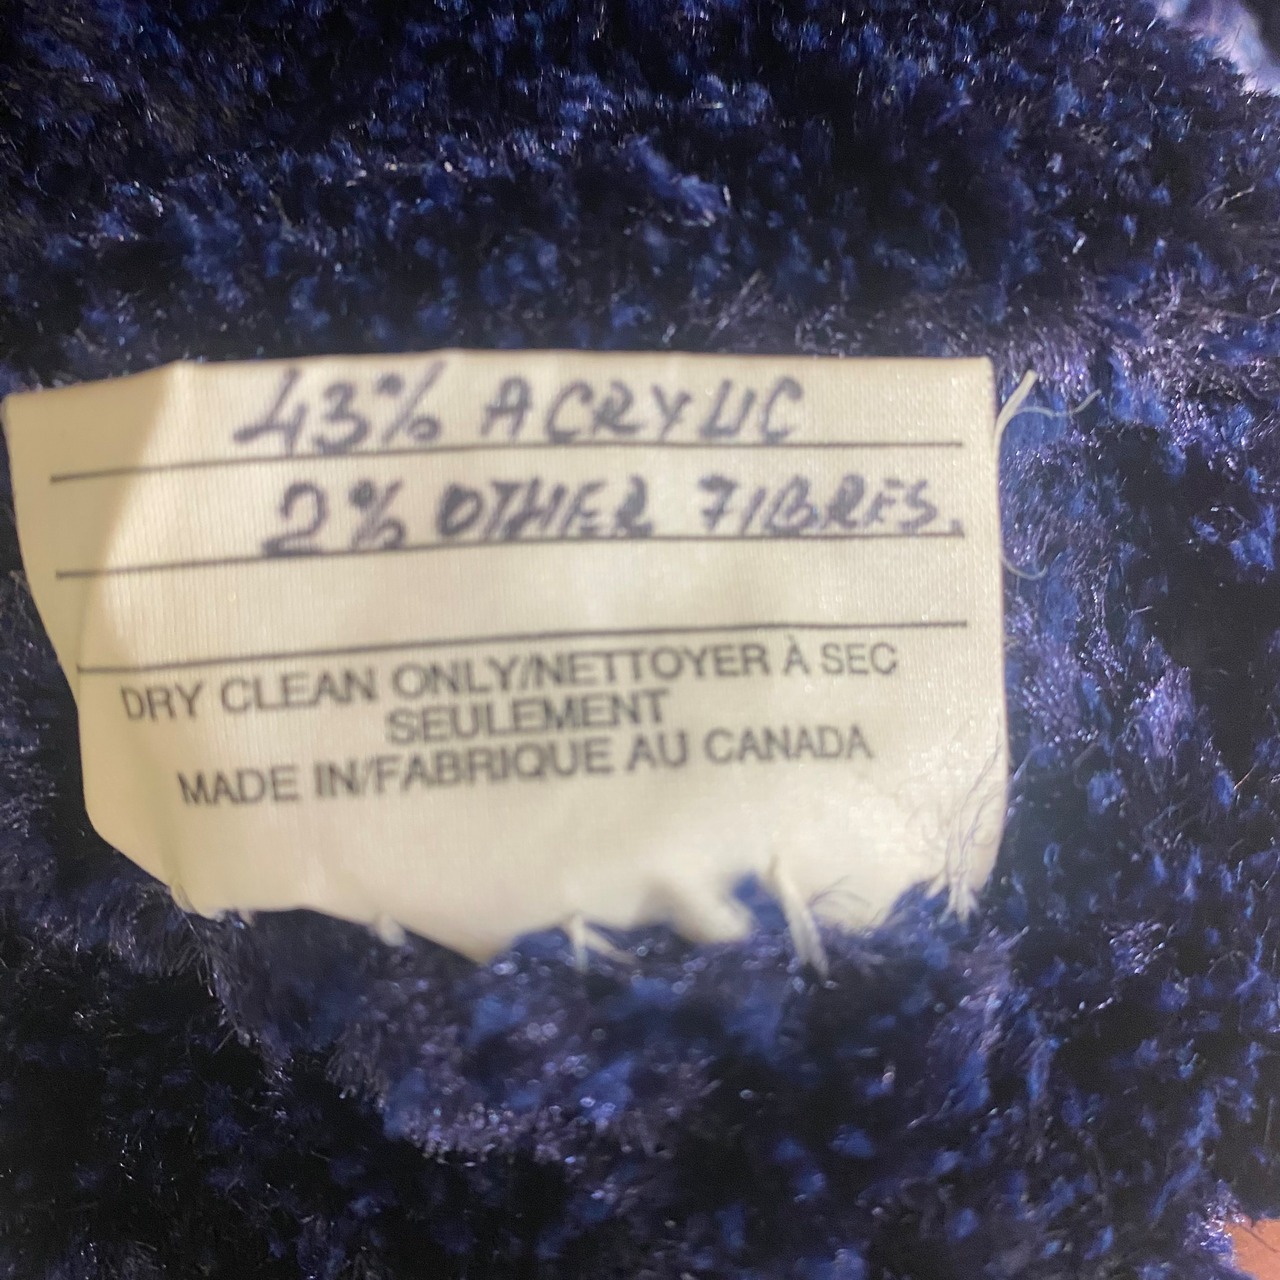 43% ACRYLIC
2% OTHER FIBRES.
DRY CLEAN ONLY/NETTOYER À SEC
SEULEMENT
MADE IN/FABRIQUE AU CANADA